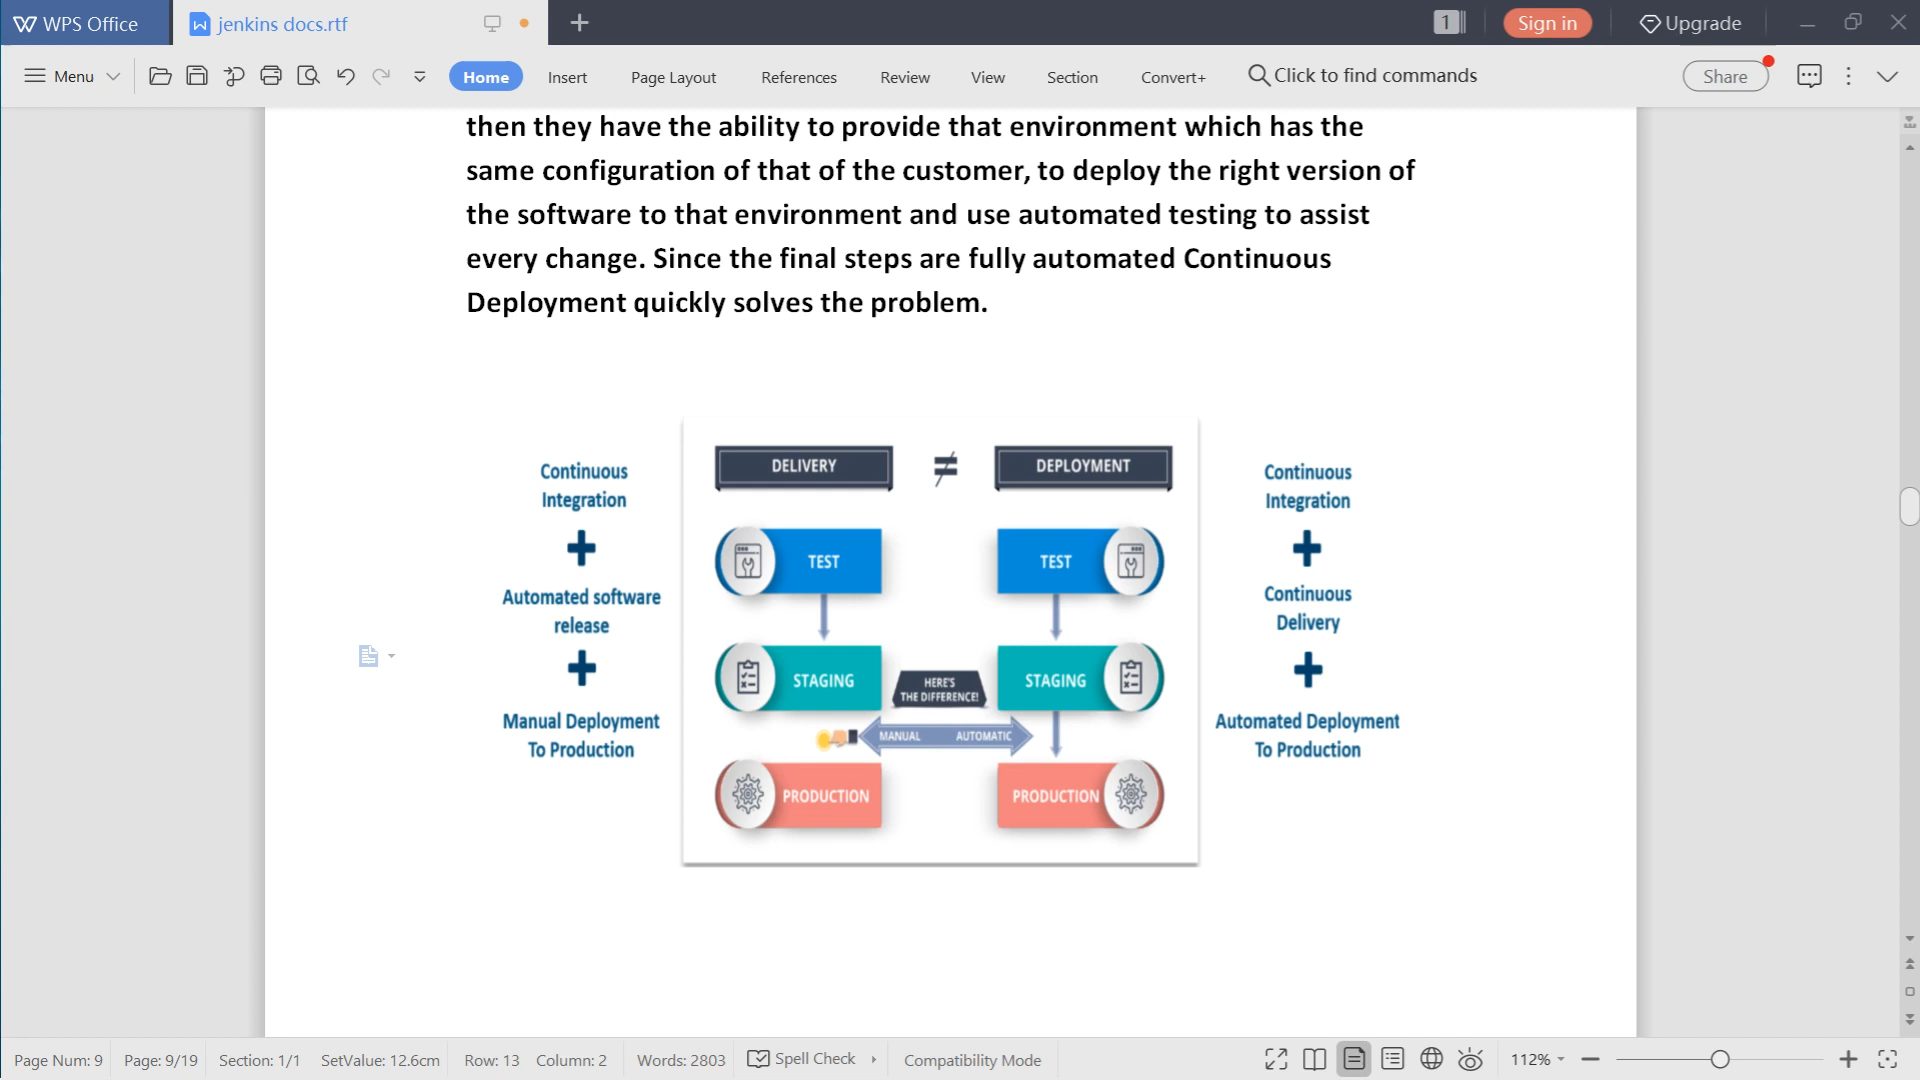 WPS Office
jenkins docs.rtf
1
Sign in
Upgrade
Menu
Home
Insert
Page Layout
References
Review
View
Section
Convert+
Click to find commands
Share
then they have the ability to provide that environment which has the
same configuration of that of the customer, to deploy the right version of
the software to that environment and use automated testing to assist
every change. Since the final steps are fully automated Continuous
Deployment quickly solves the problem.
Continuous
Integration
+
Automated software
release
+
Manual Deployment
To Production
DELIVERY
≠
DEPLOYMENT
TEST
TEST
STAGING
HERE'S
THE DIFFERENCE!
STAGING
MANUAL
AUTOMATIC
PRODUCTION
PRODUCTION
Continuous
Integration
+
Continuous
Delivery
+
Automated Deployment
To Production
Page Num: 9
Page: 9/19
Section: 1/1
SetValue: 12.6cm
Row: 13
Column: 2
Words: 2803
Spell Check
Compatibility Mode
112%